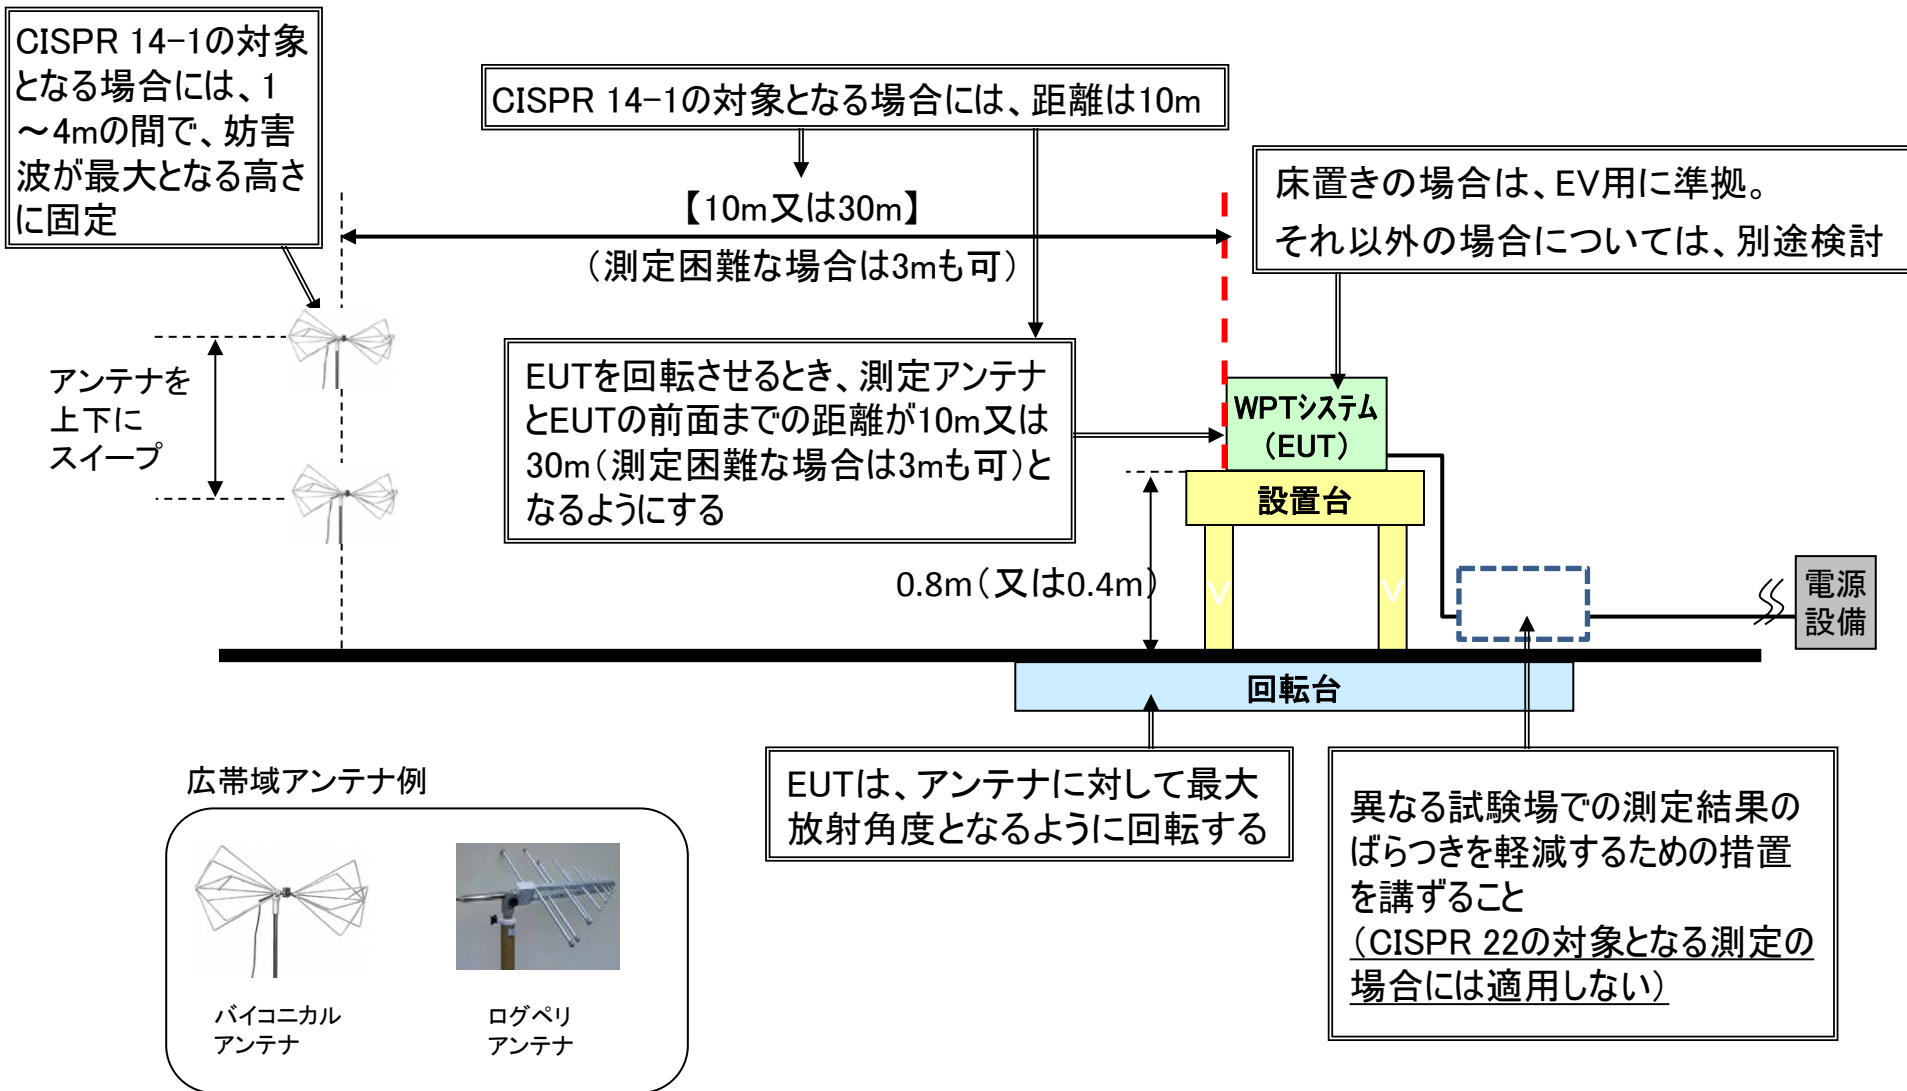 CISPR 14-1の対象
となる場合には、1
～4mの間で、妨害
波が最大となる高さ
に固定
CISPR 14-1の対象となる場合には、距離は10m
【10m又は30m】
（測定困難な場合は3mも可）
床置きの場合は、EV用に準拠。
それ以外の場合については、別途検討
アンテナを
上下に
スイープ
EUTを回転させるとき、測定アンテナ
とEUTの前面までの距離が10m又は
30m（測定困難な場合は3mも可）と
なるようにする
WPTシステム
（EUT）
設置台
0.8m（又は0.4m）
V V
電源
設備
回転台
EUTは、アンテナに対して最大
放射角度となるように回転する
異なる試験場での測定結果の
ばらつきを軽減するための措置
を講ずること
（CISPR 22の対象となる測定の
場合には適用しない）
広帯域アンテナ例
バイコニカル
アンテナ
ログペリ
アンテナ